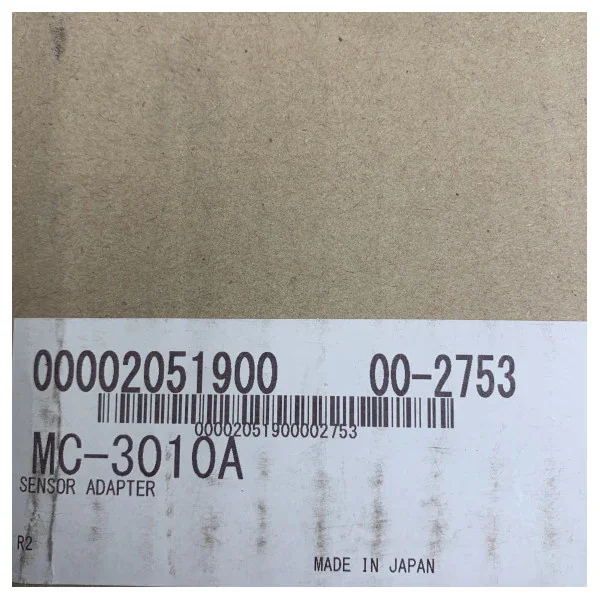 00002051900 00-2753
00002051900002753
MC-3010A
SENSOR ADAPTER
R2
MADE IN JAPAN